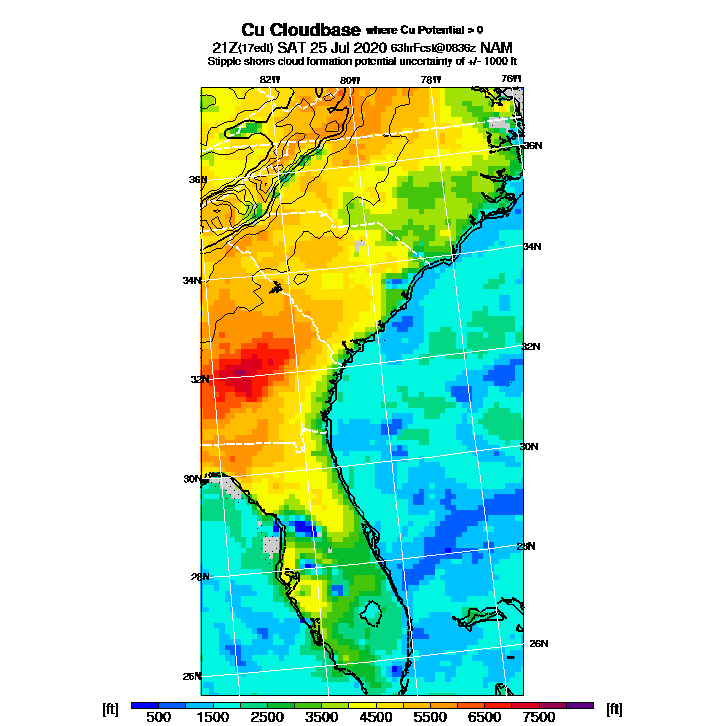 Cu Cloudbase where Cu Potential > 0
21Z(17edt) SAT 25 Jul 2020 63hrFcst@0836z NAM
Stipple shows cloud formation potential uncertainty of +/- 1000 ft
82W 80W 78W 76W
36N
36N
34N
34N
32N
32N
30N
30N
28N
28N
26N
26N
[ft] [ft]
500 1500 2500 3500 4500 5500 6500 7500